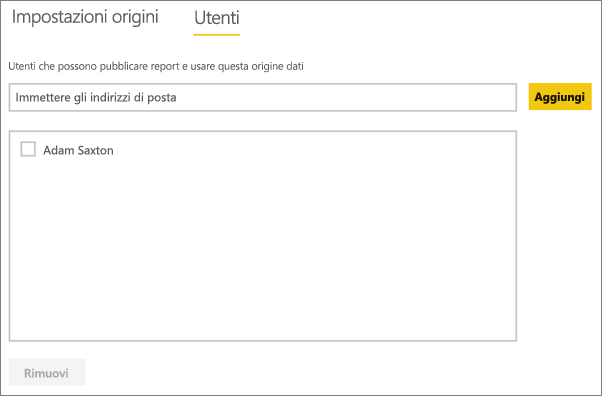 Impostazioni origini Utenti
Utenti che possono pubblicare report e usare questa origine dati
Immettere gli indirizzi di posta Aggiungi
Adam Saxton
Rimuovi